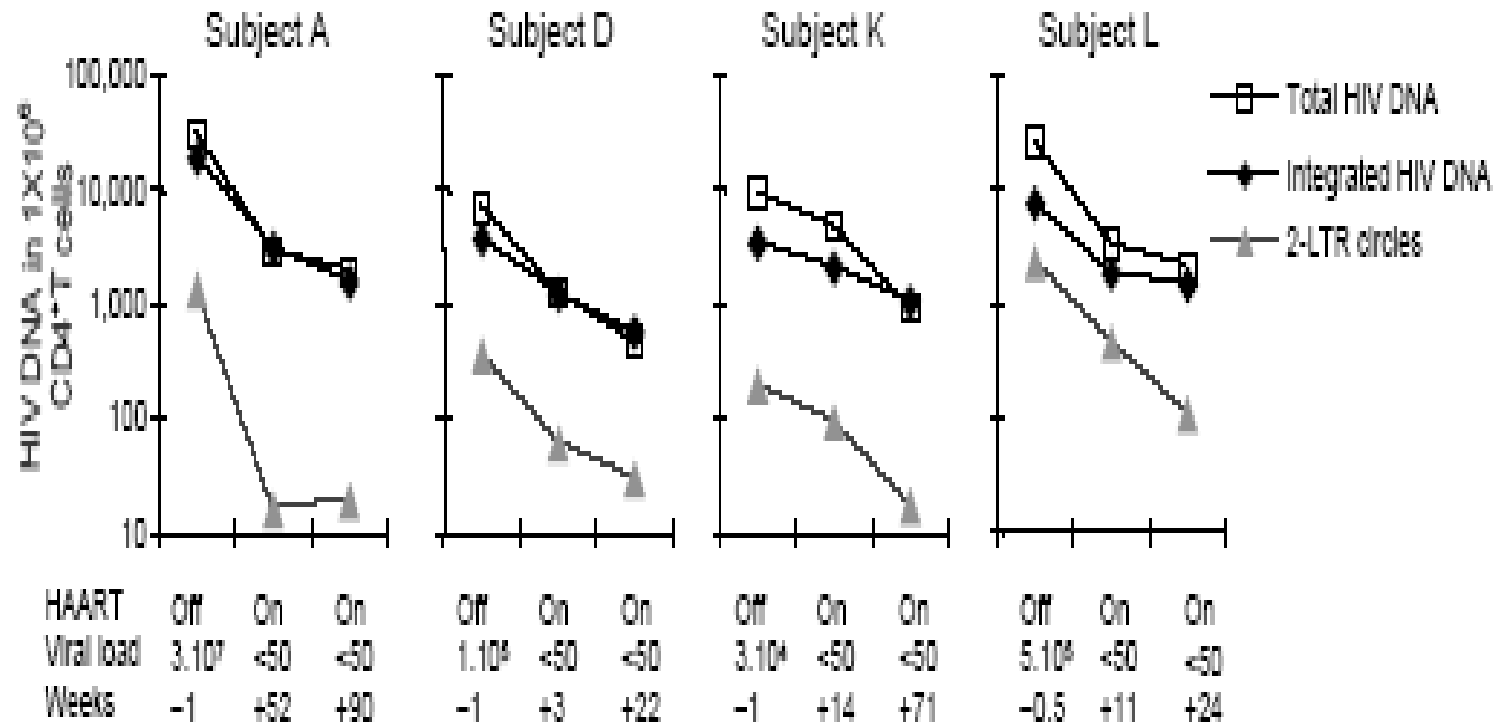 Subject A Subject D Subject K Subject L
HIV DNA in 1X10⁶
CD4⁺T cells
100,000
10,000
1,000
100
10
Total HIV DNA
Integrated HIV DNA
2-LTR circles
HAART Off On On Off On On Off On On Off On On
Viral load 3.10⁷ <50 <50 <50 <50 <50 <50 <50 <50
Weeks -1 +52 +90 -1 +3 +22 -1 +14 +71 -0.5 +11 +24